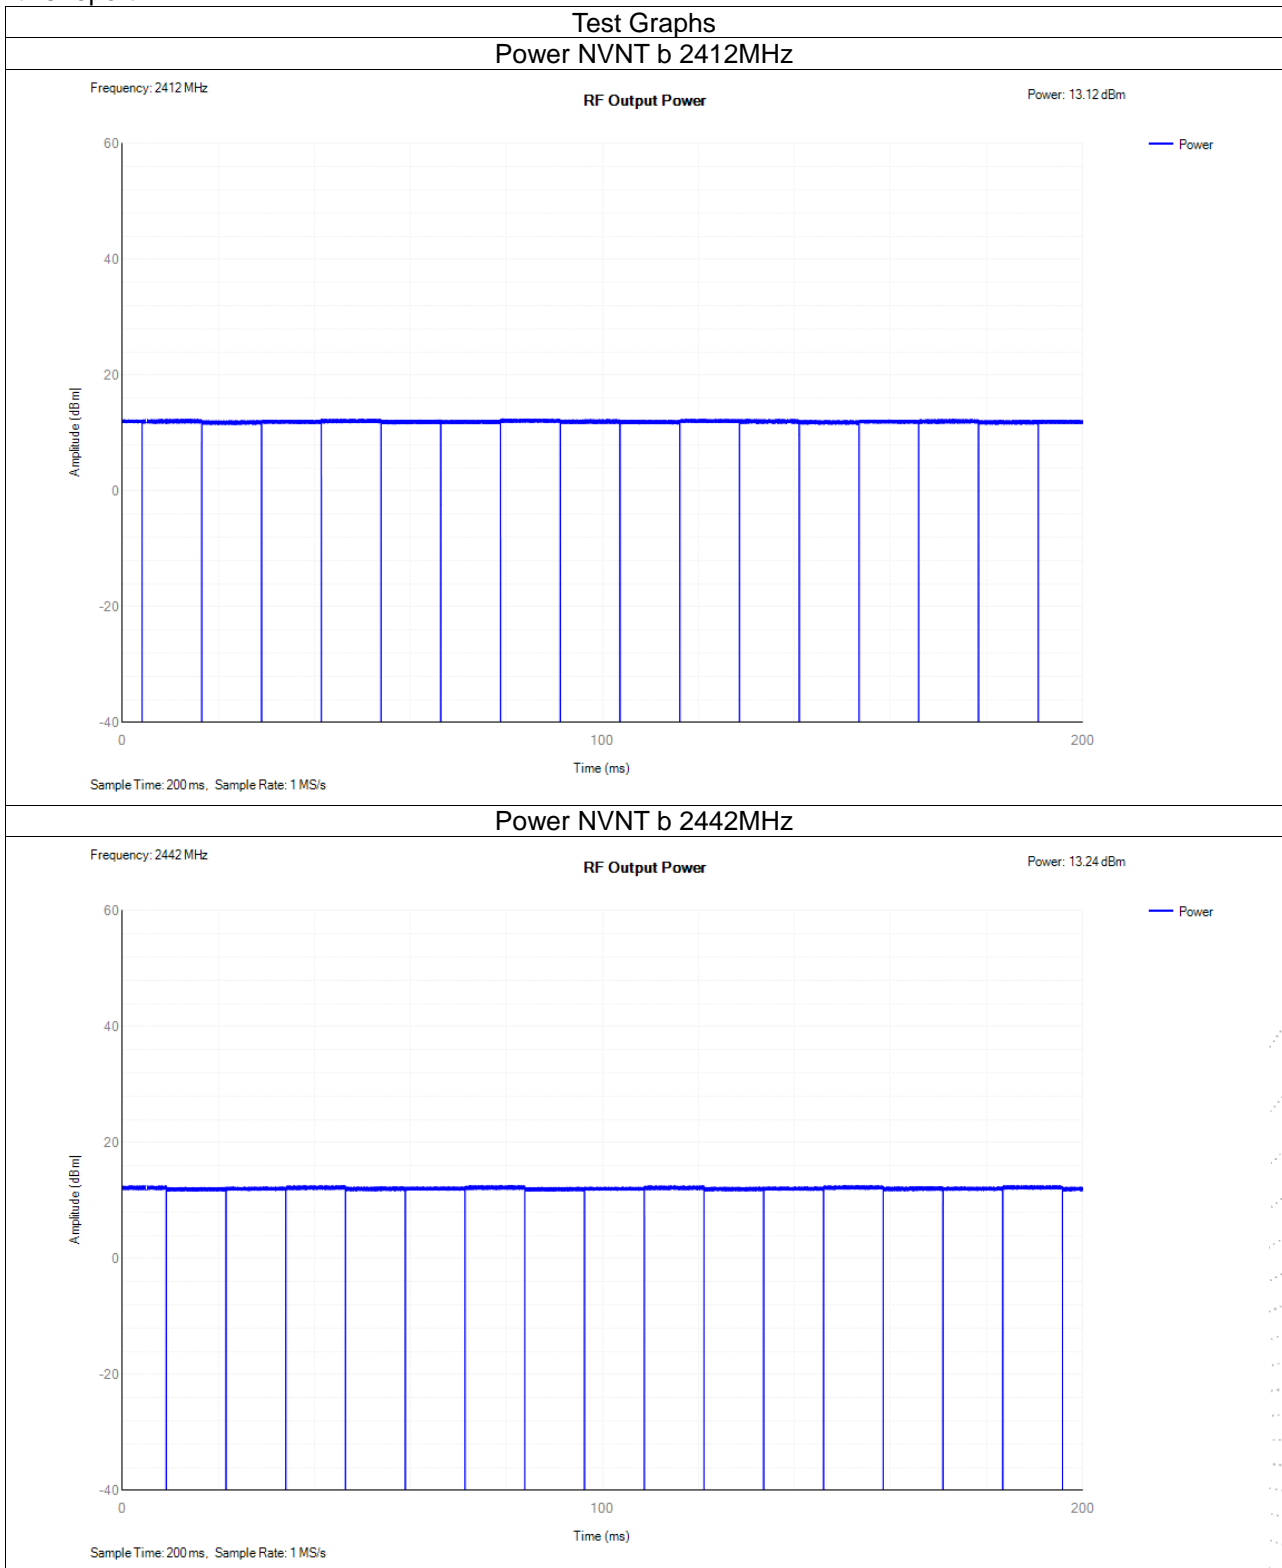 Test Graphs
Power NVNT b 2412MHz
Frequency: 2412 MHz
RF Output Power
Power: 13.12 dBm
Power
60
40
20
0
-20
-40
Amplitude (dBm)
0 100 200
Time (ms)
Sample Time: 200 ms, Sample Rate: 1 MS/s
Power NVNT b 2442MHz
Frequency: 2442 MHz
RF Output Power
Power: 13.24 dBm
Power
60
40
20
0
-20
-40
Amplitude (dBm)
0 100 200
Time (ms)
Sample Time: 200 ms, Sample Rate: 1 MS/s